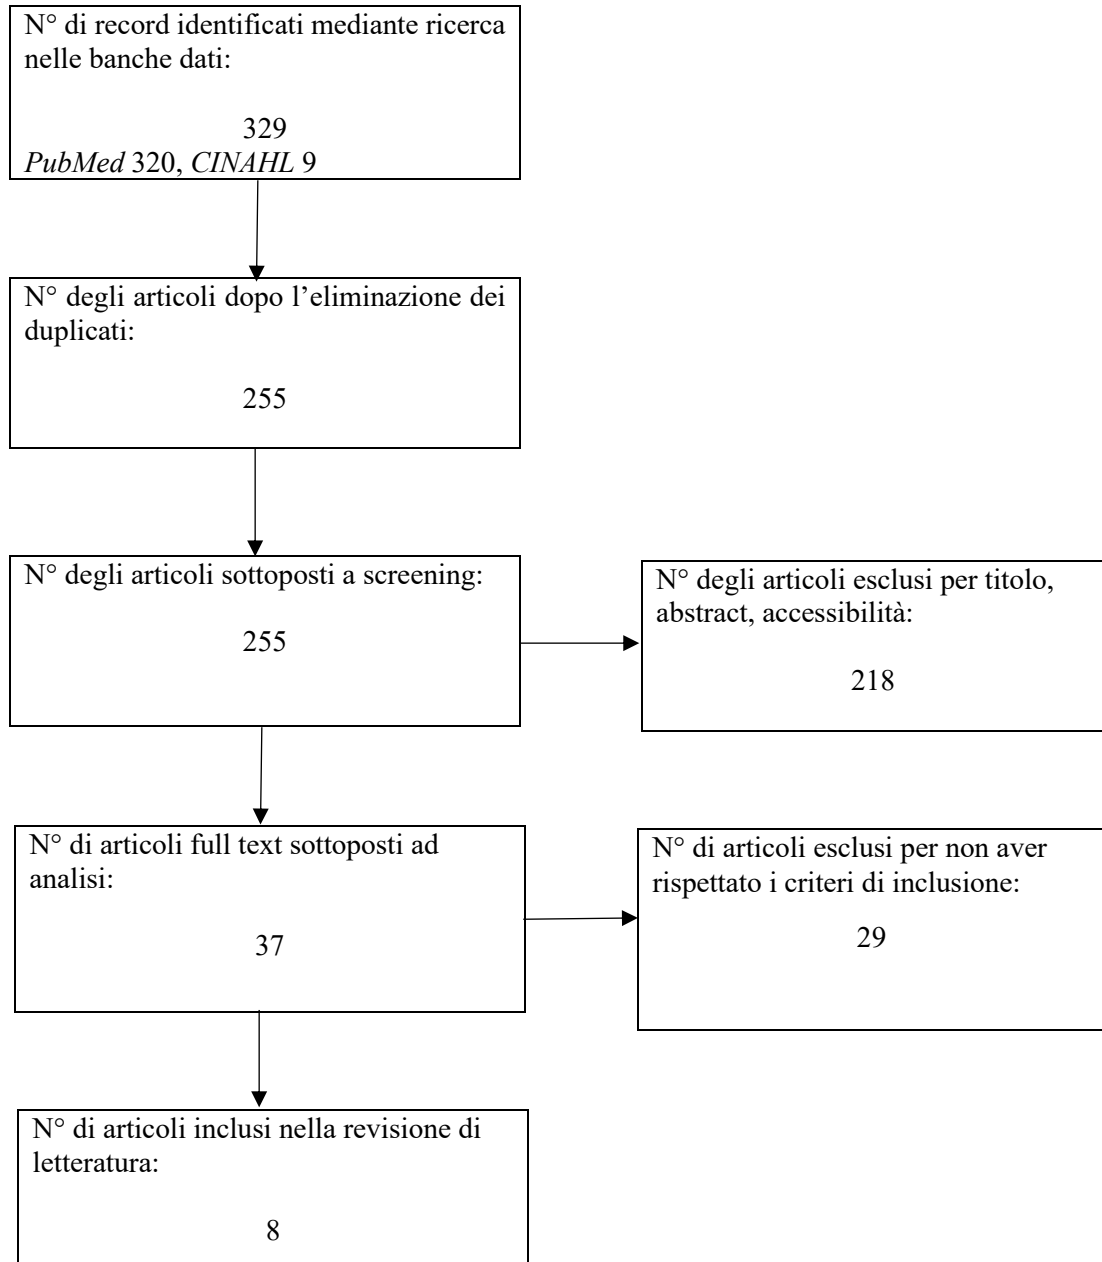 N° di record identificati mediante ricerca
nelle banche dati:
329
PubMed 320, CINAHL 9
N° degli articoli dopo l’eliminazione dei
duplicati:
255
N° degli articoli sottoposti a screening:
255
N° degli articoli esclusi per titolo,
abstract, accessibilità:
218
N° di articoli full text sottoposti ad
analisi:
37
N° di articoli esclusi per non aver
rispettato i criteri di inclusione:
29
N° di articoli inclusi nella revisione di
letteratura:
8